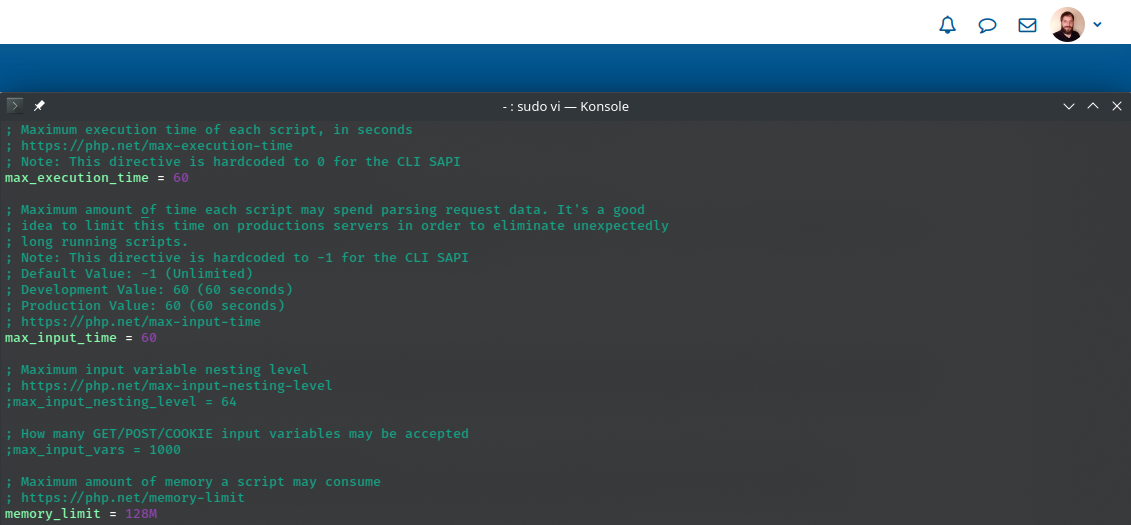 - : sudo vi — Konsole
; Maximum execution time of each script, in seconds
; https://php.net/max-execution-time
; Note: This directive is hardcoded to 0 for the CLI SAPI
max_execution_time = 60
; Maximum amount of time each script may spend parsing request data. It's a good
; idea to limit this time on productions servers in order to eliminate unexpectedly
; long running scripts.
; Note: This directive is hardcoded to -1 for the CLI SAPI
; Default Value: -1 (Unlimited)
; Development Value: 60 (60 seconds)
; Production Value: 60 (60 seconds)
; https://php.net/max-input-time
max_input_time = 60
; Maximum input variable nesting level
; https://php.net/max-input-nesting-level
;max_input_nesting_level = 64
; How many GET/POST/COOKIE input variables may be accepted
;max_input_vars = 1000
; Maximum amount of memory a script may consume
; https://php.net/memory-limit
memory_limit = 128M